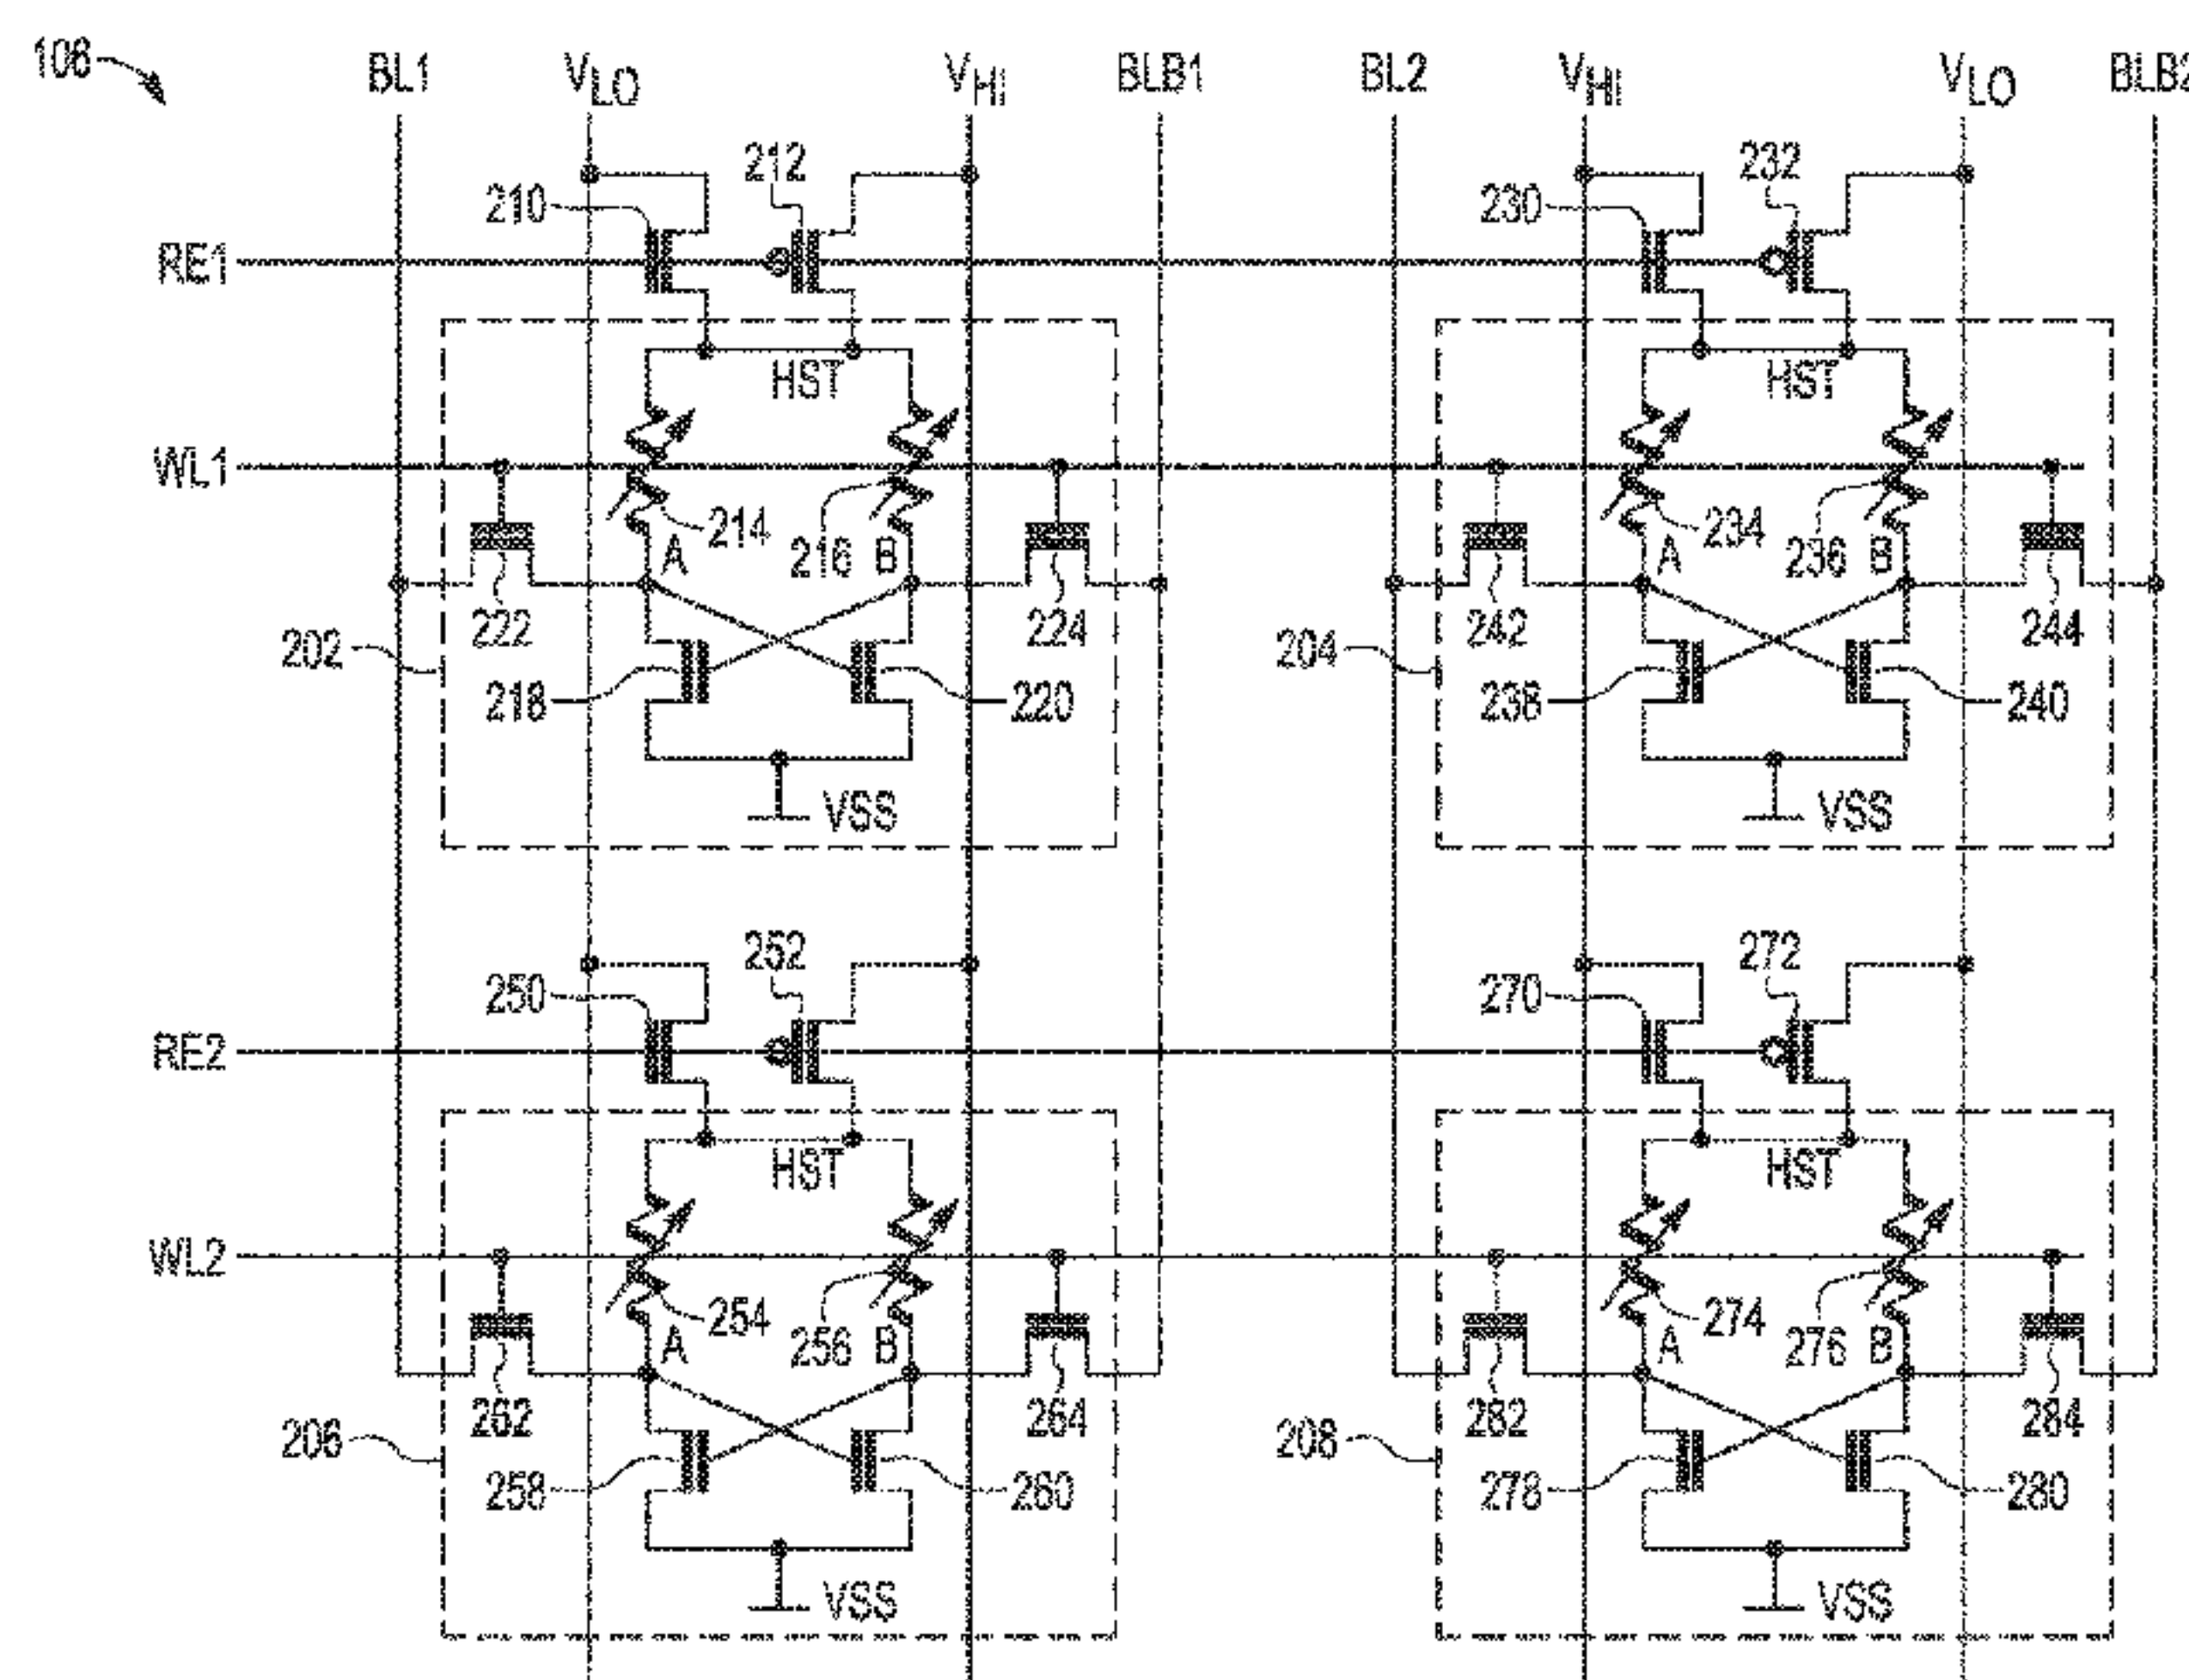 106
BL1 VLO VHI BLB1 BL2 VHI VLO BLB2
212 232
210 230
RE1
HST HST
WL1
214 216 234 236
A B A B
222 224 242 244
202 204
218 220 238 240
VSS VSS
252 272
250 270
RE2
HST HST
WL2
254 256 274 276
A B A B
262 264 282 284
206 208
258 260 278 280
VSS VSS